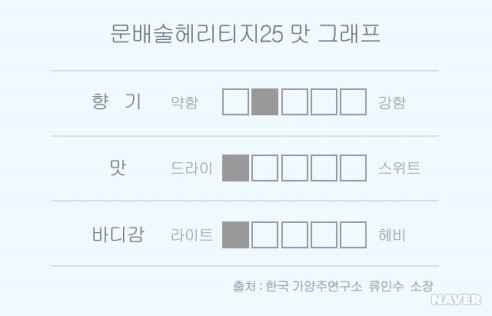 문배술헤리티지25 맛 그래프
향 기 약함 강함
맛 드라이 스위트
바디감 라이트 헤비
출처 : 한국 가양주연구소 류인수 소장
NAVER